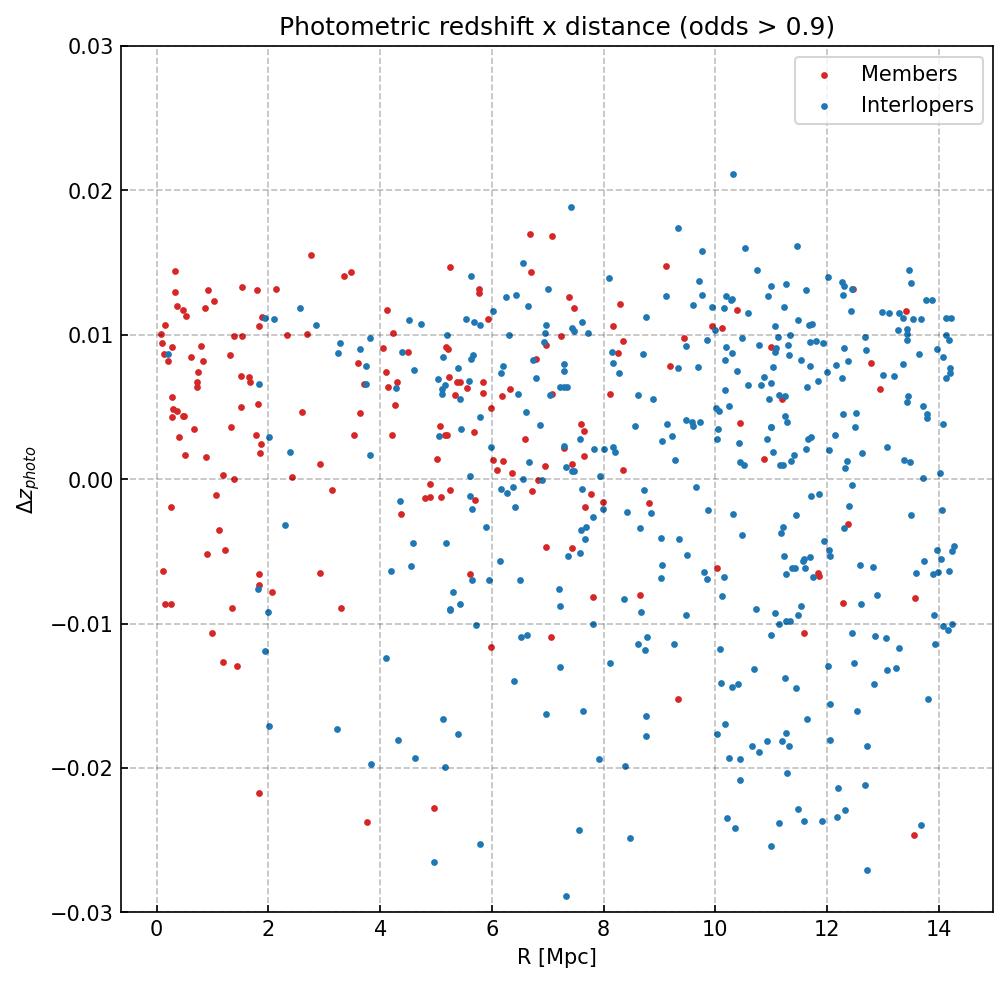 Photometric redshift x distance (odds > 0.9)
Members
Interlopers
0.03
0.02
0.01
0.00
−0.01
−0.02
−0.03
Δz_photo
0 2 4 6 8 10 12 14
R [Mpc]